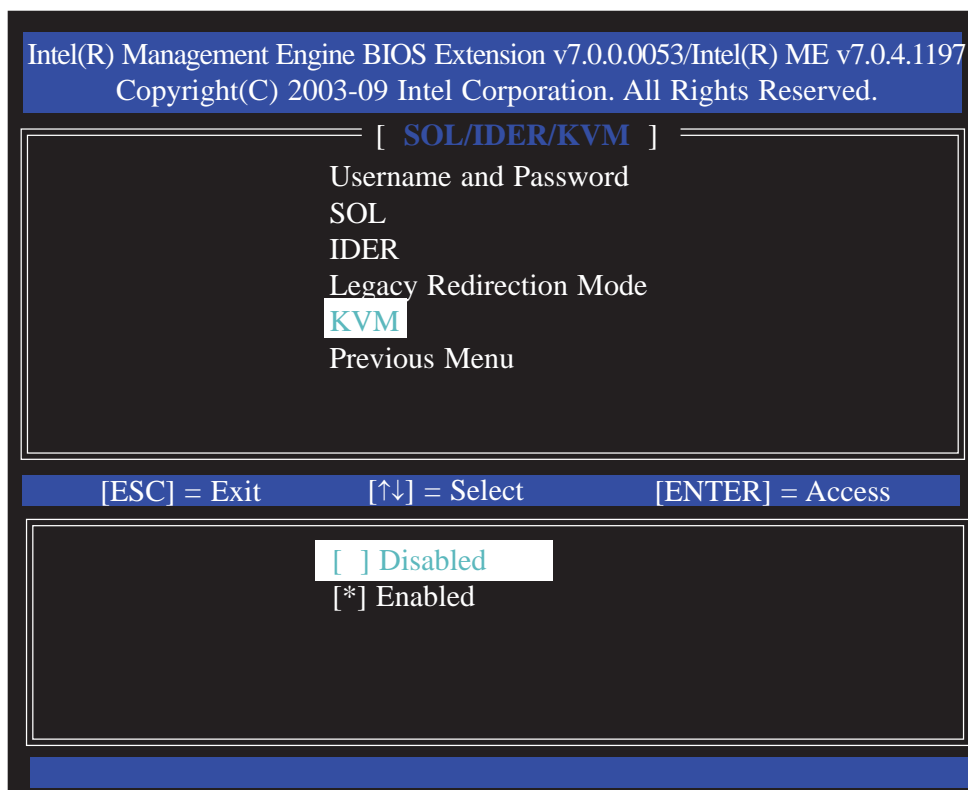 Intel(R) Management Engine BIOS Extension v7.0.0.0053/Intel(R) ME v7.0.4.1197
Copyright(C) 2003-09 Intel Corporation. All Rights Reserved.
[ SOL/IDER/KVM ]
Username and Password
SOL
IDER
Legacy Redirection Mode
KVM
Previous Menu
[ESC] = Exit [↑↓] = Select [ENTER] = Access
[ ] Disabled
[*] Enabled